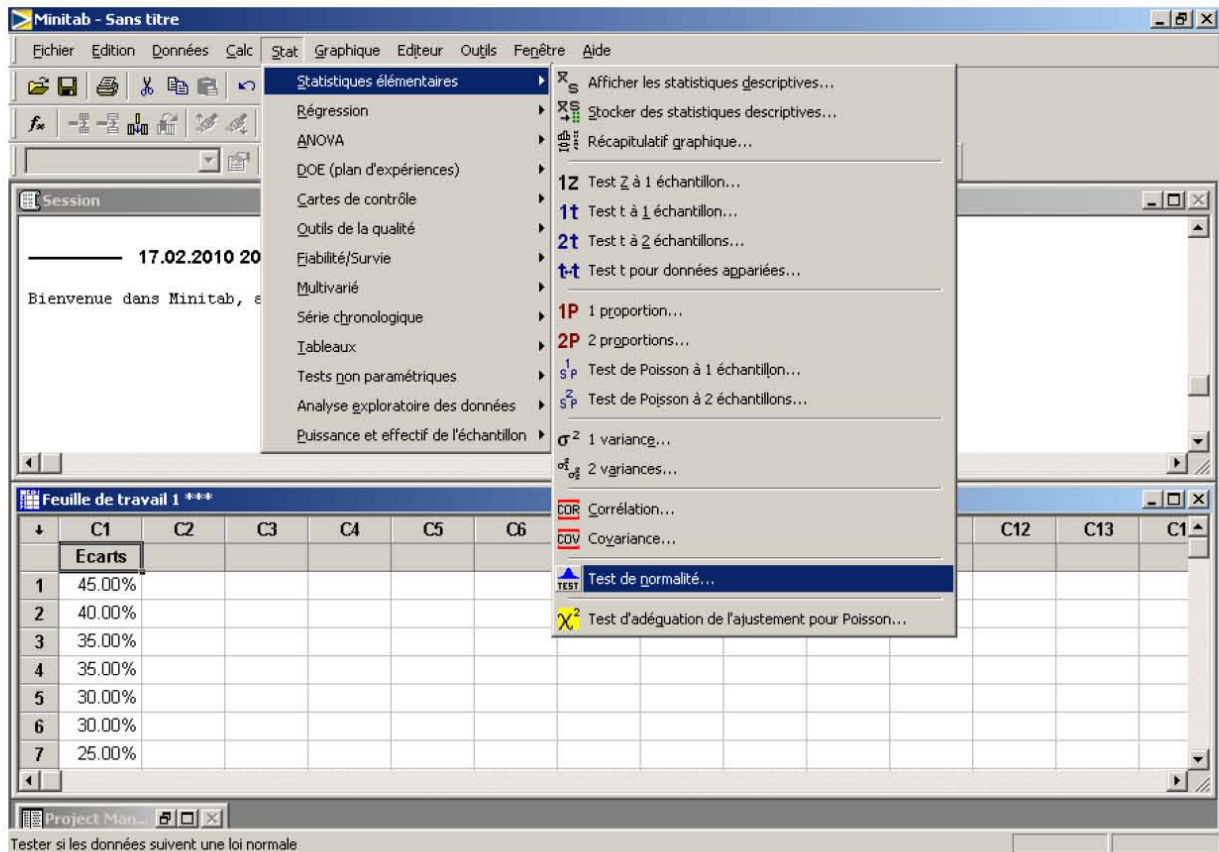 Minitab - Sans titre
Fichier Edition Données Calc Stat Graphique Editeur Outils Fenêtre Aide
Statistiques élémentaires
Régression
ANOVA
DOE (plan d'expériences)
Cartes de contrôle
Outils de la qualité
Fiabilité/Survie
Multivarié
Série chronologique
Tableaux
Tests non paramétriques
Analyse exploratoire des données
Puissance et effectif de l'échantillon
Afficher les statistiques descriptives...
Stocker des statistiques descriptives...
Récapitulatif graphique...
1Z Test Z à 1 échantillon...
1t Test t à 1 échantillon...
2t Test t à 2 échantillons...
t-t Test t pour données appariées...
1P 1 proportion...
2P 2 proportions...
Test de Poisson à 1 échantillon...
Test de Poisson à 2 échantillons...
σ2 1 variance...
2 variances...
COR Corrélation...
COV Covariance...
TEST Test de normalité...
χ2 Test d'adéquation de l'ajustement pour Poisson...
Session
17.02.2010 20
Bienvenue dans Minitab,
Feuille de travail 1 ***
C1 C2 C3 C4 C5 C6 C12 C13 C1
Ecarts
1 45.00%
2 40.00%
3 35.00%
4 35.00%
5 30.00%
6 30.00%
7 25.00%
Project Man...
Tester si les données suivent une loi normale